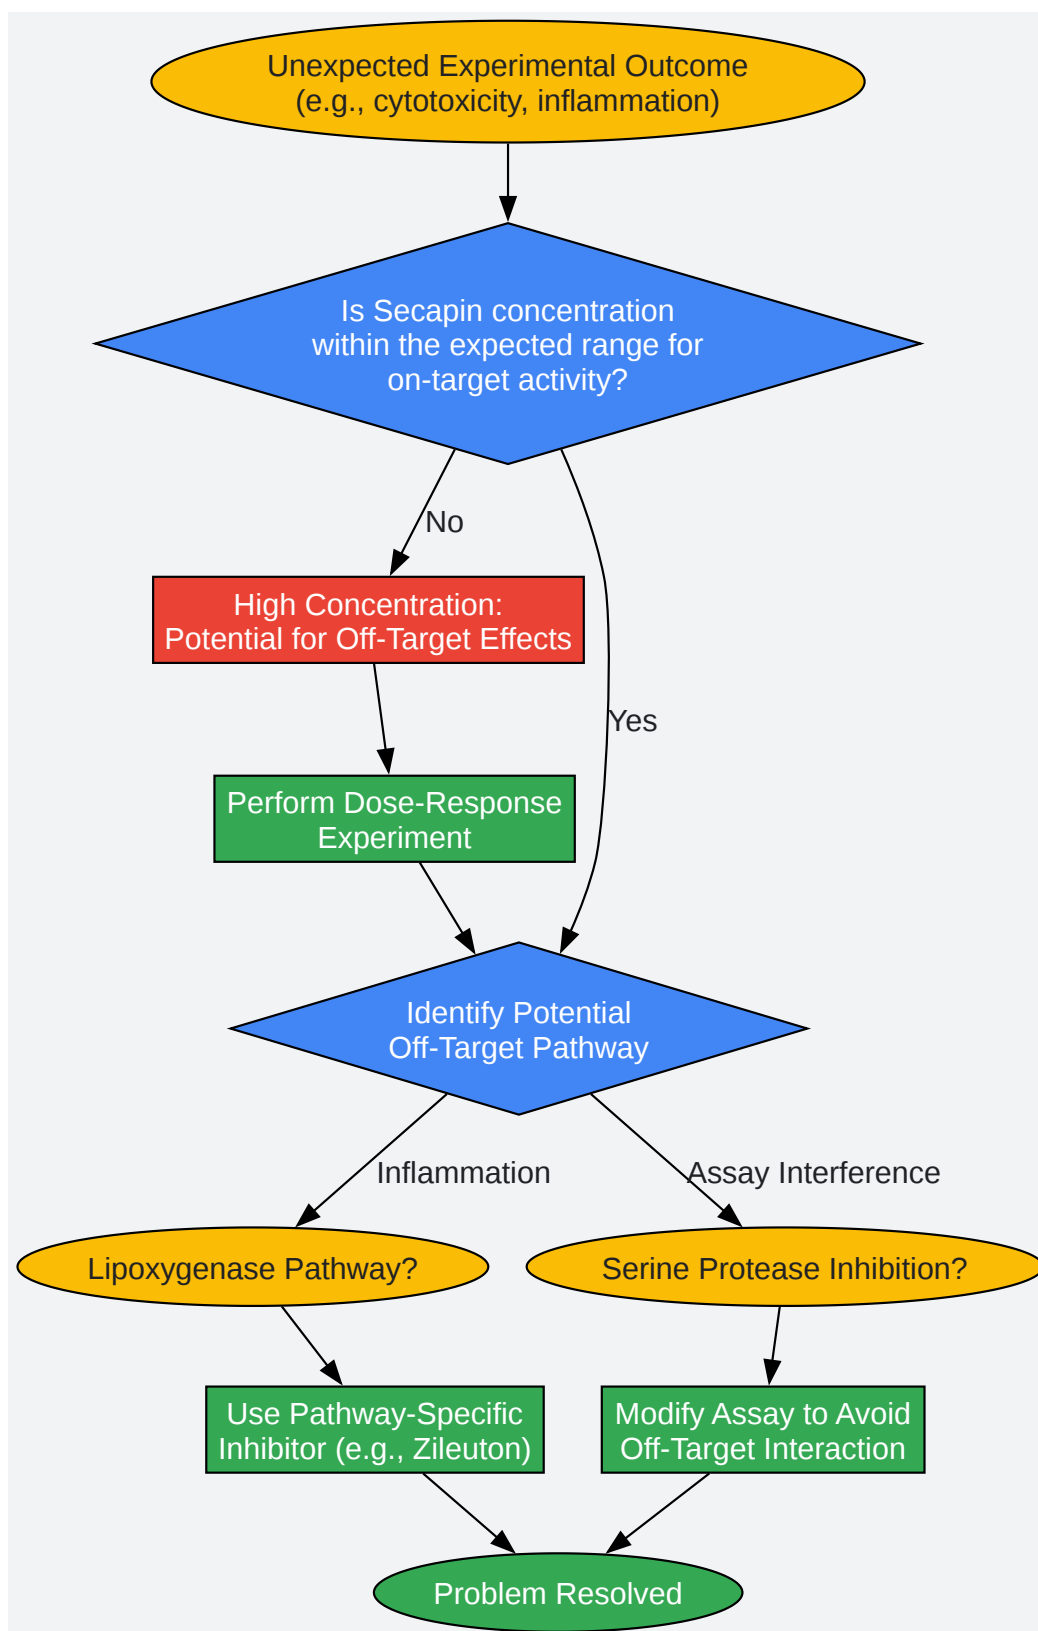 Unexpected Experimental Outcome
(e.g., cytotoxicity, inflammation)
Is Secapin concentration
within the expected range for
on-target activity?
No
High Concentration:
Potential for Off-Target Effects
Yes
Perform Dose-Response
Experiment
Identify Potential
Off-Target Pathway
Inflammation
Assay Interference
Lipoxygenase Pathway?
Serine Protease Inhibition?
Use Pathway-Specific
Inhibitor (e.g., Zileuton)
Modify Assay to Avoid
Off-Target Interaction
Problem Resolved